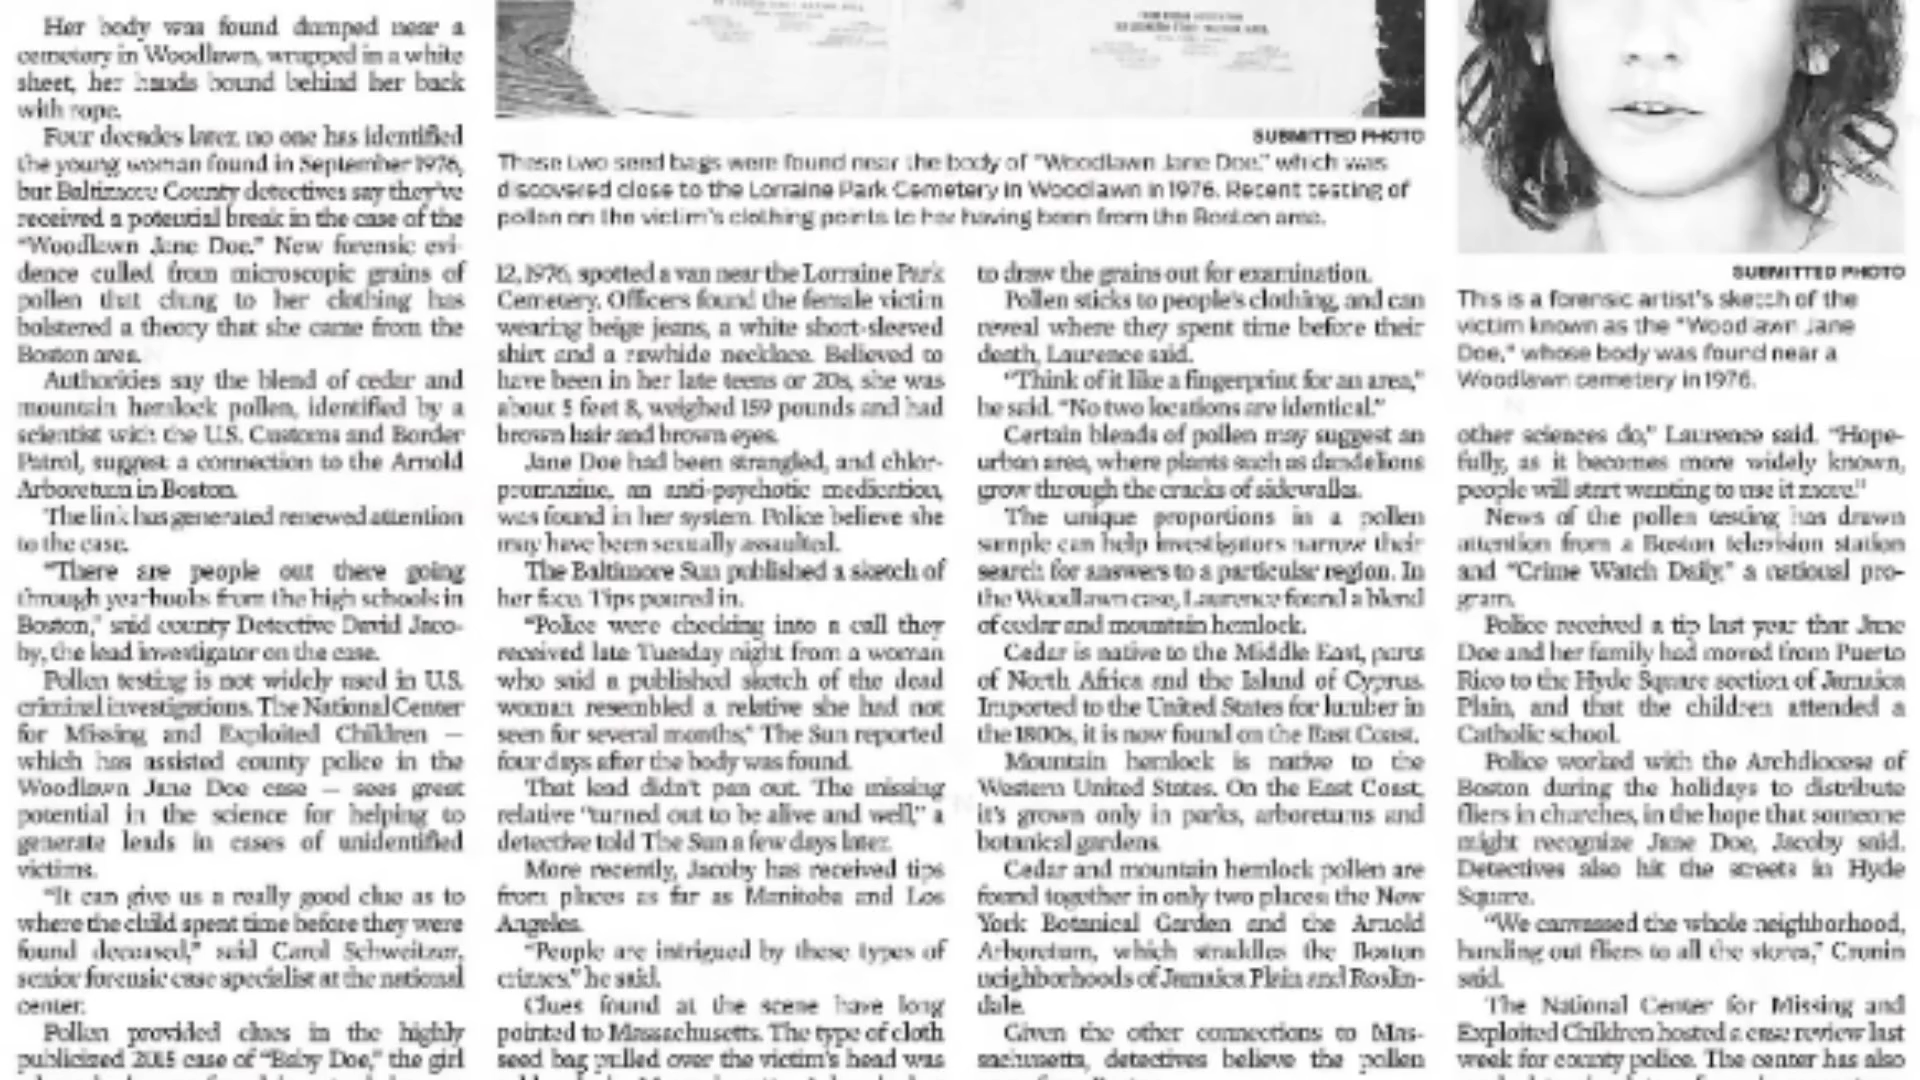 Her body was found dumped near a
cemetery in Woodlawn, wrapped in a white
sheet, her hands bound behind her back
with rope.
Four decades later, no one has identified
the young woman found in September 1976,
but Baltimore County detectives say they've
received a potential break in the case of the
"Woodlawn Jane Doe." New forensic evi-
dence culled from microscopic grains of
pollen that clung to her clothing has
bolstered a theory that she came from the
Boston area.
Authorities say the blend of cedar and
mountain hemlock pollen, identified by a
scientist with the U.S. Customs and Border
Patrol, suggest a connection to the Arnold
Arboretum in Boston.
The link has generated renewed attention
to the case.
"There are people out there going
through yearbooks from the high schools in
Boston," said county Detective David Jaco-
by, the lead investigator on the case.
Pollen testing is not widely used in U.S.
criminal investigations. The National Center
for Missing and Exploited Children —
which has assisted county police in the
Woodlawn Jane Doe case — sees great
potential in the science for helping to
generate leads in cases of unidentified
victims.
"It can give us a really good clue as to
where the child spent time before they were
found deceased," said Carol Schweitzer,
senior forensic case specialist at the national
center.
Pollen provided clues in the highly
publicized 2015 case of "Baby Doe," the girl
SUBMITTED PHOTO
These two seed bags were found near the body of "Woodlawn Jane Doe," which was
discovered close to the Lorraine Park Cemetery in Woodlawn in 1976. Recent testing of
pollen on the victim's clothing points to her having been from the Boston area.
12, 1976, spotted a van near the Lorraine Park
Cemetery. Officers found the female victim
wearing beige jeans, a white short-sleeved
shirt and a rawhide necklace. Believed to
have been in her late teens or 20s, she was
about 5 feet 8, weighed 159 pounds and had
brown hair and brown eyes.
Jane Doe had been strangled, and chlor-
promazine, an anti-psychotic medication,
was found in her system. Police believe she
may have been sexually assaulted.
The Baltimore Sun published a sketch of
her face. Tips poured in.
"Police were checking into a call they
received late Tuesday night from a woman
who said a published sketch of the dead
woman resembled a relative she had not
seen for several months," The Sun reported
four days after the body was found.
That lead didn't pan out. The missing
relative "turned out to be alive and well," a
detective told The Sun a few days later.
More recently, Jacoby has received tips
from places as far as Manitoba and Los
Angeles.
"People are intrigued by these types of
crimes," he said.
Clues found at the scene have long
pointed to Massachusetts. The type of cloth
seed bag pulled over the victim's head was
to draw the grains out for examination.
Pollen sticks to people's clothing, and can
reveal where they spent time before their
death, Laurence said.
"Think of it like a fingerprint for an area,"
he said. "No two locations are identical."
Certain blends of pollen may suggest an
urban area, where plants such as dandelions
grow through the cracks of sidewalks.
The unique proportions in a pollen
sample can help investigators narrow their
search for answers to a particular region. In
the Woodlawn case, Laurence found a blend
of cedar and mountain hemlock.
Cedar is native to the Middle East, parts
of North Africa and the Island of Cyprus.
Imported to the United States for lumber in
the 1800s, it is now found on the East Coast.
Mountain hemlock is native to the
Western United States. On the East Coast,
it's grown only in parks, arboretums and
botanical gardens.
Cedar and mountain hemlock pollen are
found together in only two places: the New
York Botanical Garden and the Arnold
Arboretum, which straddles the Boston
neighborhoods of Jamaica Plain and Roslin-
dale.
Given the other connections to Mas-
sachusetts, detectives believe the pollen
SUBMITTED PHOTO
This is a forensic artist's sketch of the
victim known as the "Woodlawn Jane
Doe," whose body was found near a
Woodlawn cemetery in 1976.
other sciences do," Laurence said. "Hope-
fully, as it becomes more widely known,
people will start wanting to use it more."
News of the pollen testing has drawn
attention from a Boston television station
and "Crime Watch Daily," a national pro-
gram.
Police received a tip last year that Jane
Doe and her family had moved from Puerto
Rico to the Hyde Square section of Jamaica
Plain, and that the children attended a
Catholic school.
Police worked with the Archdiocese of
Boston during the holidays to distribute
fliers in churches, in the hope that someone
might recognize Jane Doe, Jacoby said.
Detectives also hit the streets in Hyde
Square.
"We canvassed the whole neighborhood,
handing out fliers to all the stores," Cronin
said.
The National Center for Missing and
Exploited Children hosted a case review last
week for county police. The center has also